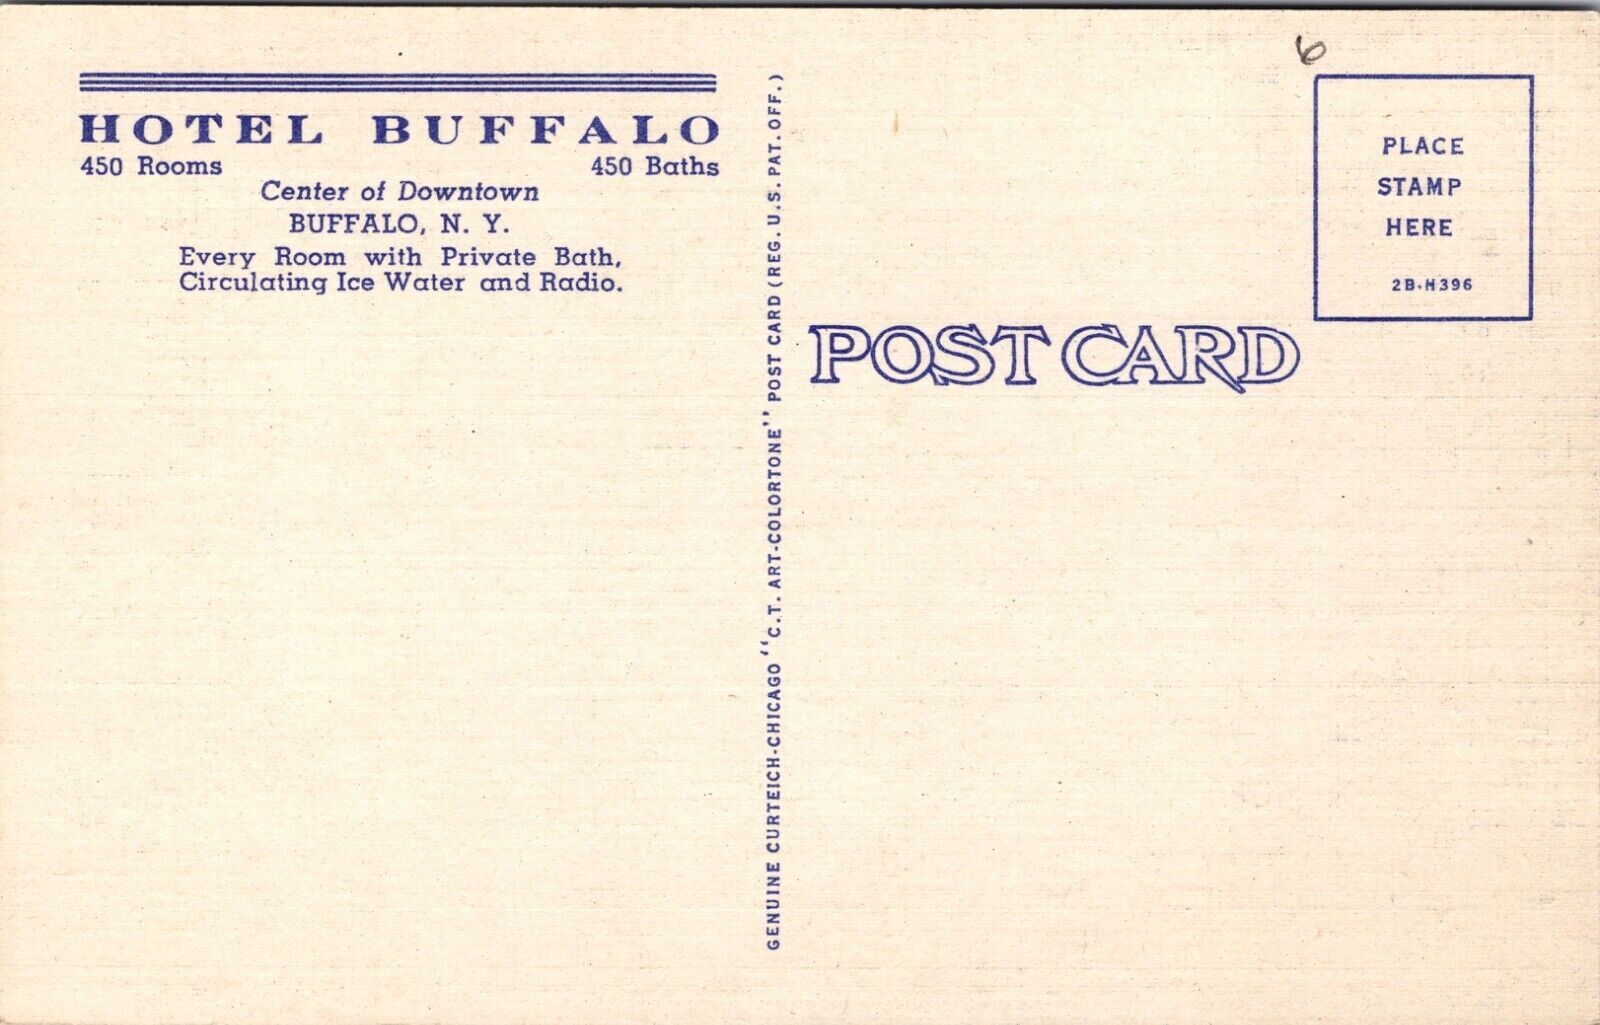 HOTEL BUFFALO
450 Rooms 450 Baths
Center of Downtown
BUFFALO, N. Y.
Every Room with Private Bath,
Circulating Ice Water and Radio.
GENUINE CURTEICH-CHICAGO "C.T. ART-COLORTONE" POST CARD (REG. U.S. PAT. OFF.)
6
PLACE
STAMP
HERE
2B-H396
POST CARD